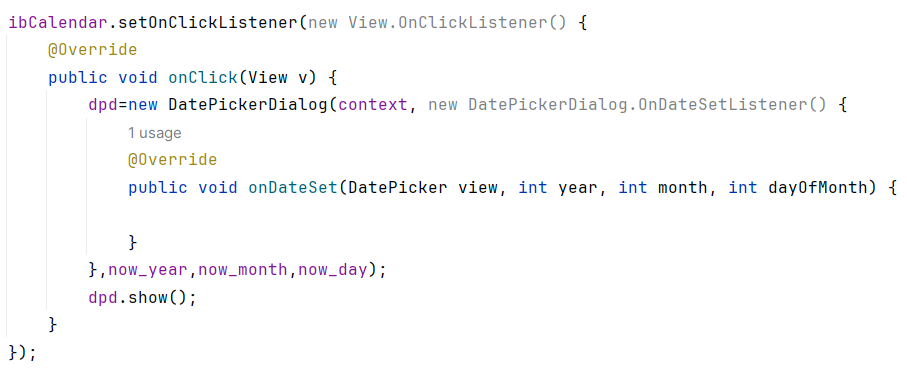 ibCalendar.setOnClickListener(new View.OnClickListener() {
    @Override
    public void onClick(View v) {
        dpd=new DatePickerDialog(context, new DatePickerDialog.OnDateSetListener() {
            1 usage
            @Override
            public void onDateSet(DatePicker view, int year, int month, int dayOfMonth) {

            }
        },now_year,now_month,now_day);
        dpd.show();
    }
});